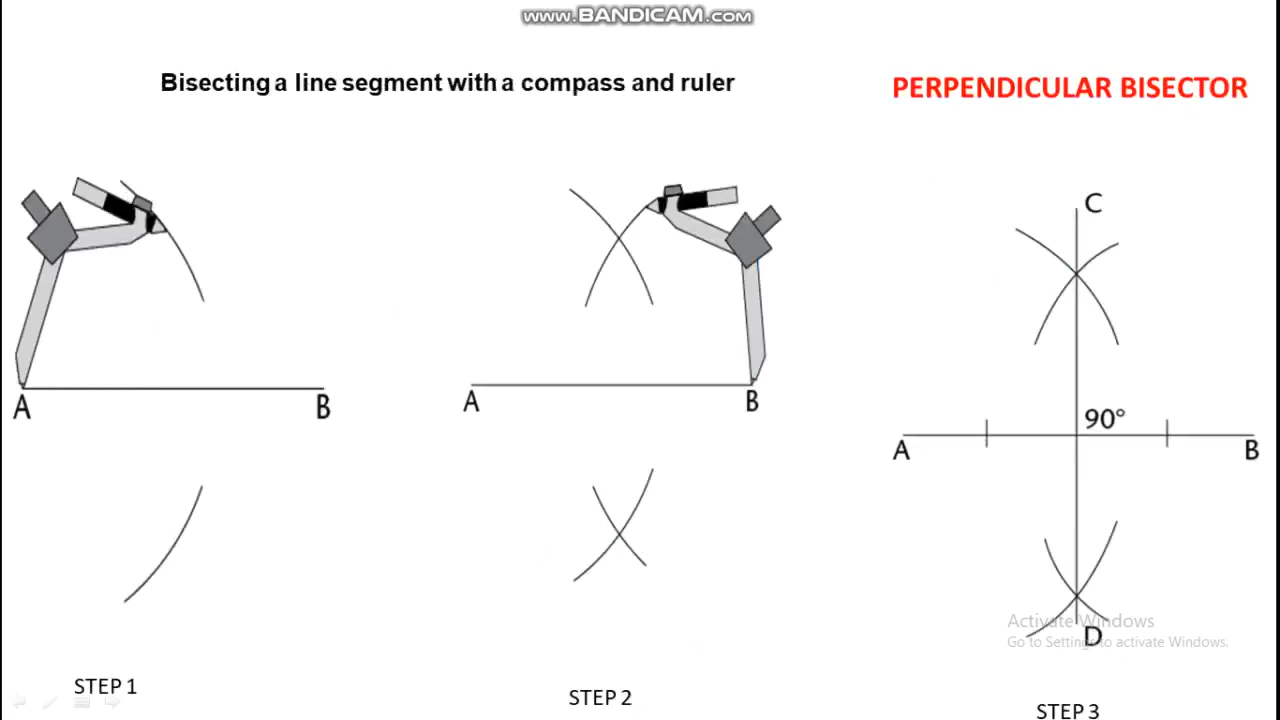 www.BANDICAM.com
Bisecting a line segment with a compass and ruler
PERPENDICULAR BISECTOR
A B
A B
C
90°
A B
D
Activate Windows
Go to Settings to activate Windows.
STEP 1
STEP 2
STEP 3